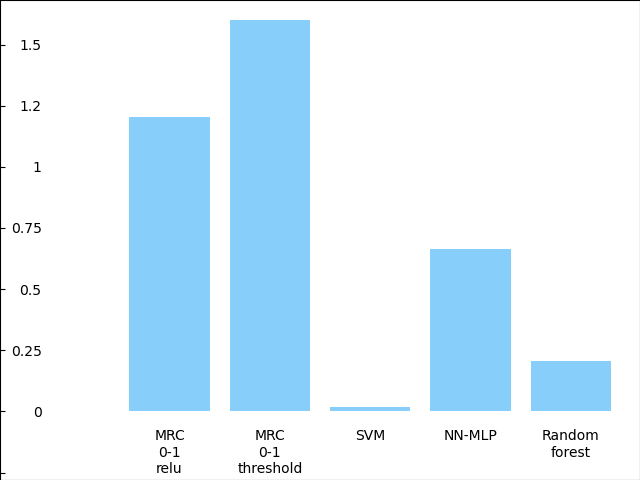 1.5
1.2
1
0.75
0.5
0.25
0
MRC
0-1
relu
MRC
0-1
threshold
SVM
NN-MLP
Random
forest